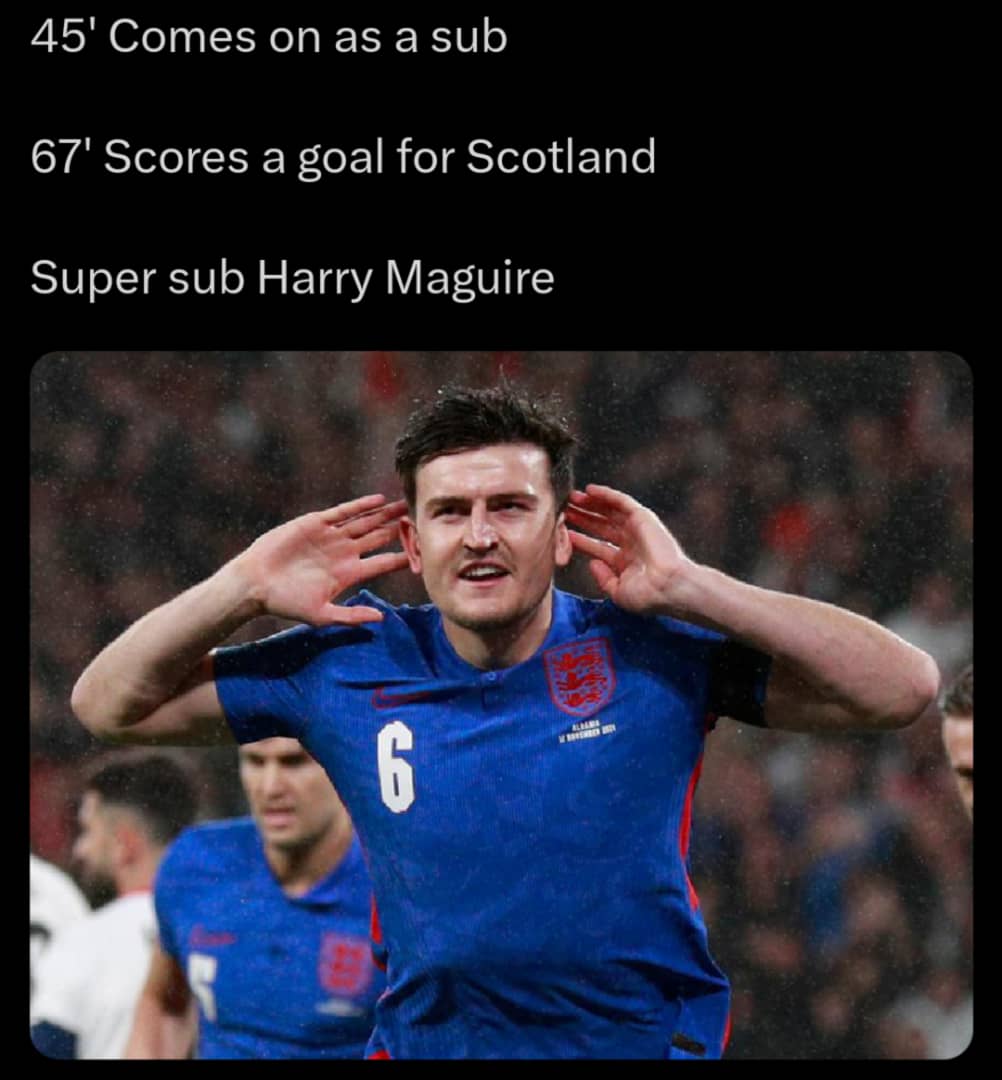 45' Comes on as a sub
67' Scores a goal for Scotland
Super sub Harry Maguire
6
ALBANIA
12 NOVEMBER 2021
5